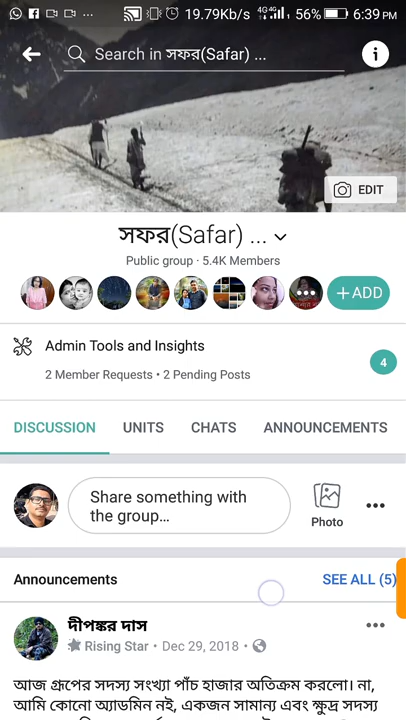 19.79Kb/s 4G 4G 56% 6:39 PM
Search in সফর(Safar) ...
EDIT
সফর(Safar) ...
Public group · 5.4K Members
+ADD
Admin Tools and Insights
2 Member Requests • 2 Pending Posts
4
DISCUSSION UNITS CHATS ANNOUNCEMENTS
Share something with
the group...
Photo
Announcements SEE ALL (5)
দীপঙ্কর দাস
Rising Star • Dec 29, 2018 •
আজ গ্রূপের সদস্য সংখ্যা পাঁচ হাজার অতিক্রম করলো। না,
আমি কোনো অ্যাডমিন নই, একজন সামান্য এবং ক্ষুদ্র সদস্য